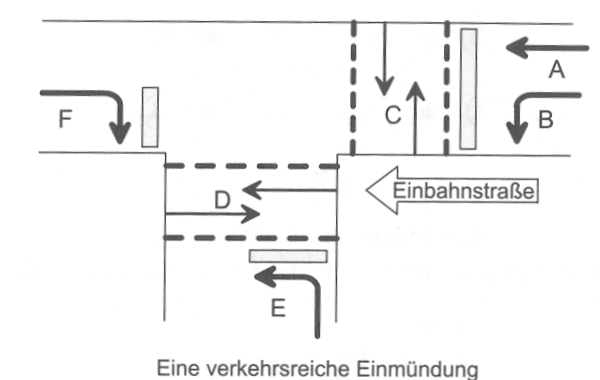 A
F
C
B
D
Einbahnstraße
E
Eine verkehrsreiche Einmündung